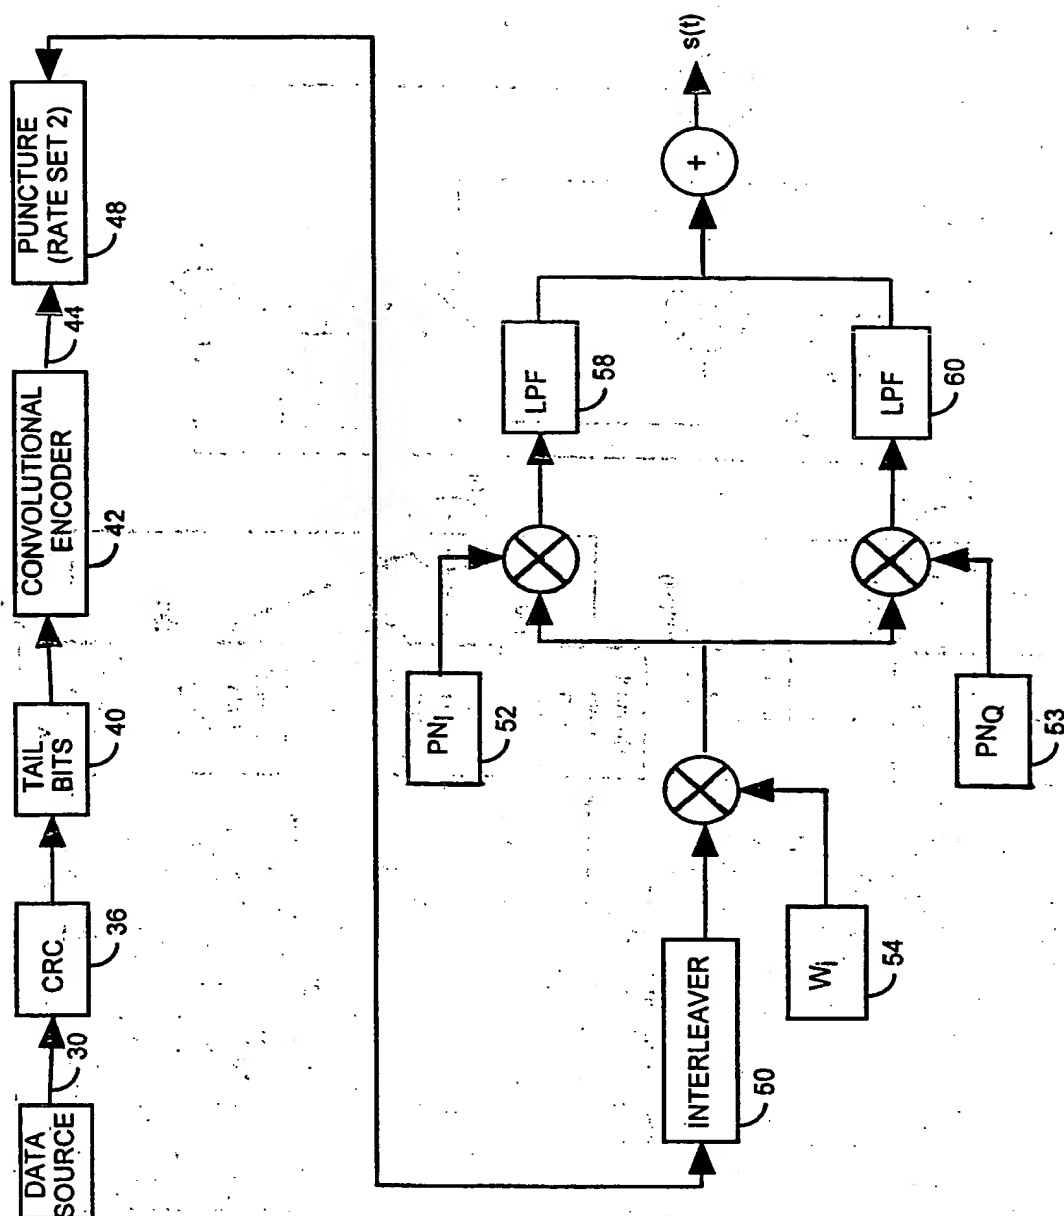 DATA
SOURCE
30
CRC
36
TAIL
BITS
40
CONVOLUTIONAL
ENCODER
42
44
PUNCTURE
(RATE SET 2)
48
INTERLEAVER
50
Wi
54
PNI
52
PNQ
53
LPF
58
LPF
60
+
s(t)